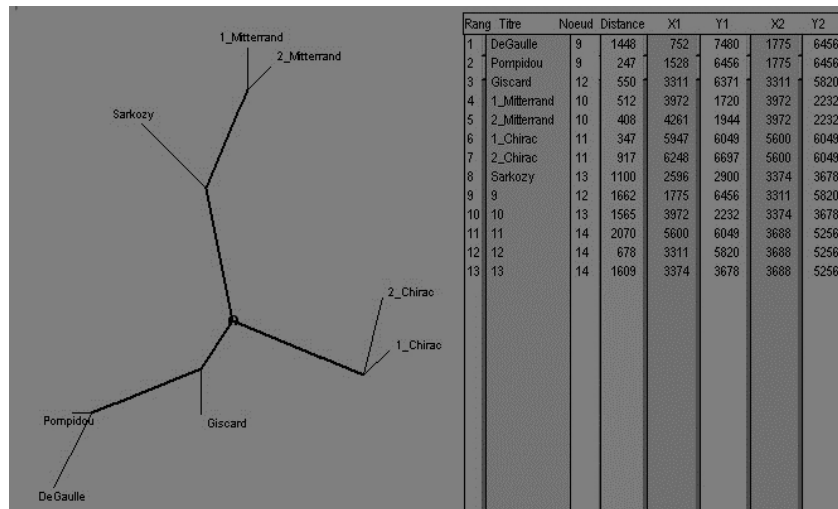 1_Mitterrand
2_Mitterrand
Sarkozy
2_Chirac
1_Chirac
Pompidou
Giscard
DeGaulle
Rang Titre Noeud Distance X1 Y1 X2 Y2
1 DeGaulle 9 1448 752 7480 1775 6456
2 Pompidou 9 247 1528 6456 1775 6456
3 Giscard 12 550 3311 6371 3311 5820
4 1_Mitterrand 10 512 3972 1720 3972 2232
5 2_Mitterrand 10 408 4261 1944 3972 2232
6 1_Chirac 11 347 5947 6049 5600 6049
7 2_Chirac 11 917 6248 6697 5600 6049
8 Sarkozy 13 1100 2596 2900 3374 3678
9 9 12 1662 1775 6456 3311 5820
10 10 13 1565 3972 2232 3374 3678
11 11 14 2070 5600 6049 3688 5256
12 12 14 678 3311 5820 3688 5256
13 13 14 1609 3374 3678 3688 5256